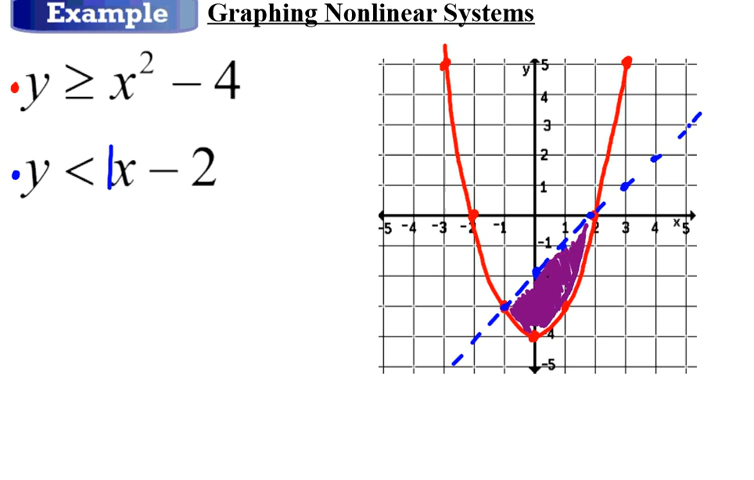 Example Graphing Nonlinear Systems
y ≥ x² − 4
y < 1x − 2
y 5
4
3
2
1
-5 -4 -3 -2 -1 1 2 3 4 x 5
-1
-4
-5